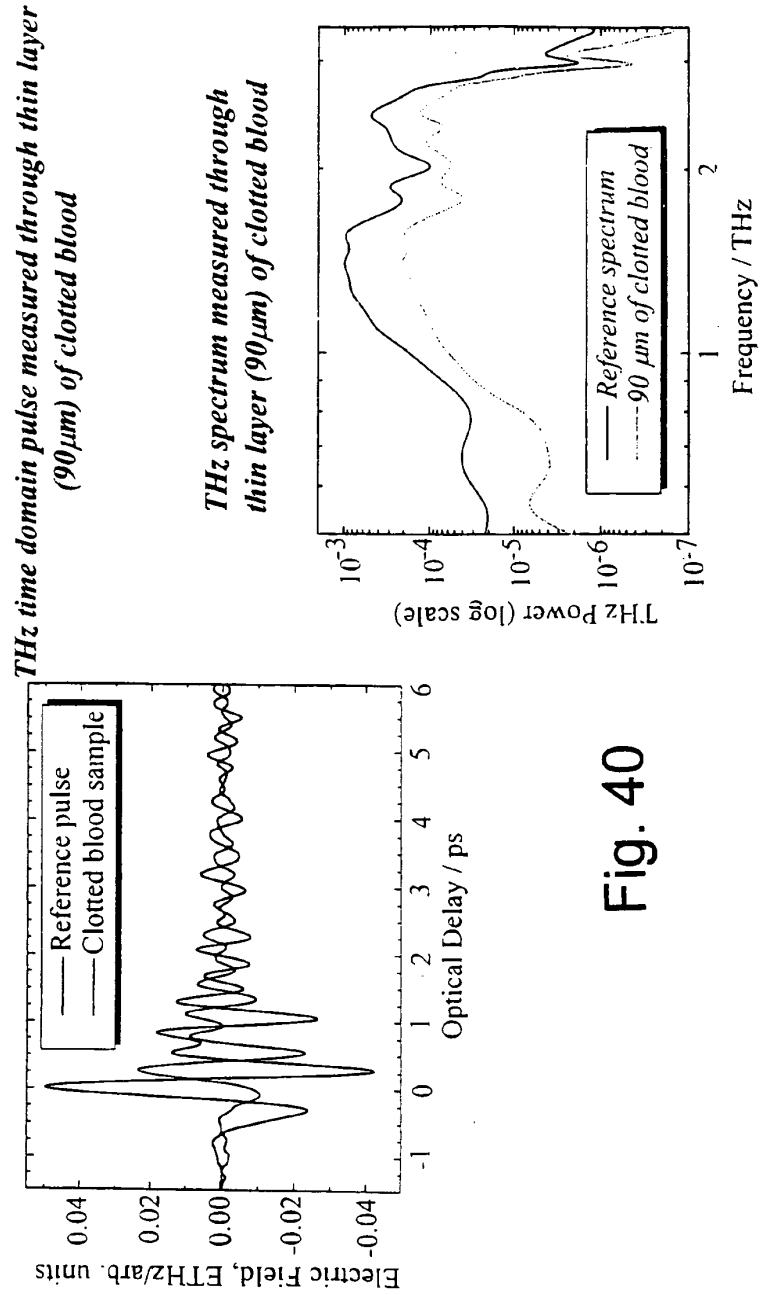 THz time domain pulse measured through thin layer
(90μm) of clotted blood
Electric Field, ETHz/arb. units
0.04
0.02
0.00
-0.02
-0.04
Reference pulse
Clotted blood sample
-1
0
1
2
3
4
5
6
Optical Delay / ps
THz spectrum measured through
thin layer (90μm) of clotted blood
THz Power (log scale)
10-3
10-4
10-5
10-6
10-7
Reference spectrum
90 μm of clotted blood
1
2
Frequency / THz
Fig. 40